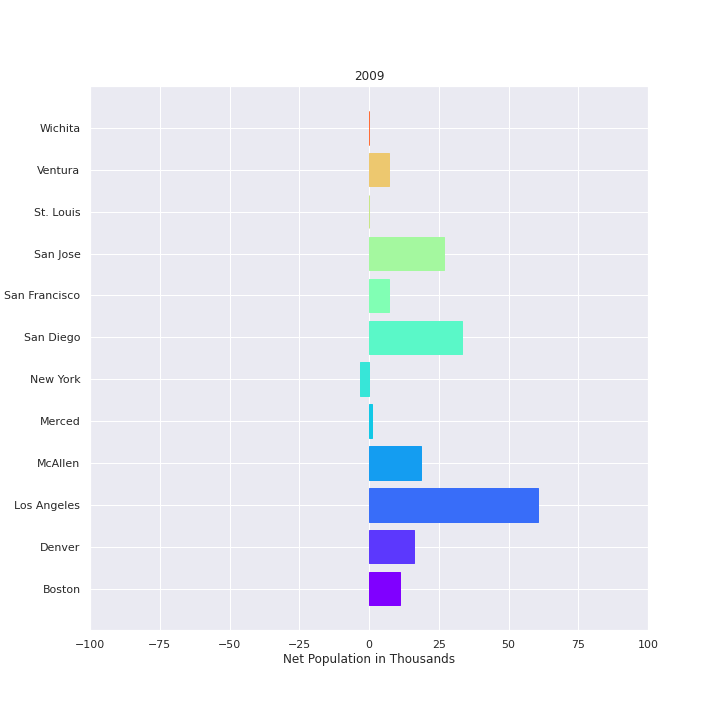 2009
Wichita
Ventura
St. Louis
San Jose
San Francisco
San Diego
New York
Merced
McAllen
Los Angeles
Denver
Boston
−100 −75 −50 −25 0 25 50 75 100
Net Population in Thousands